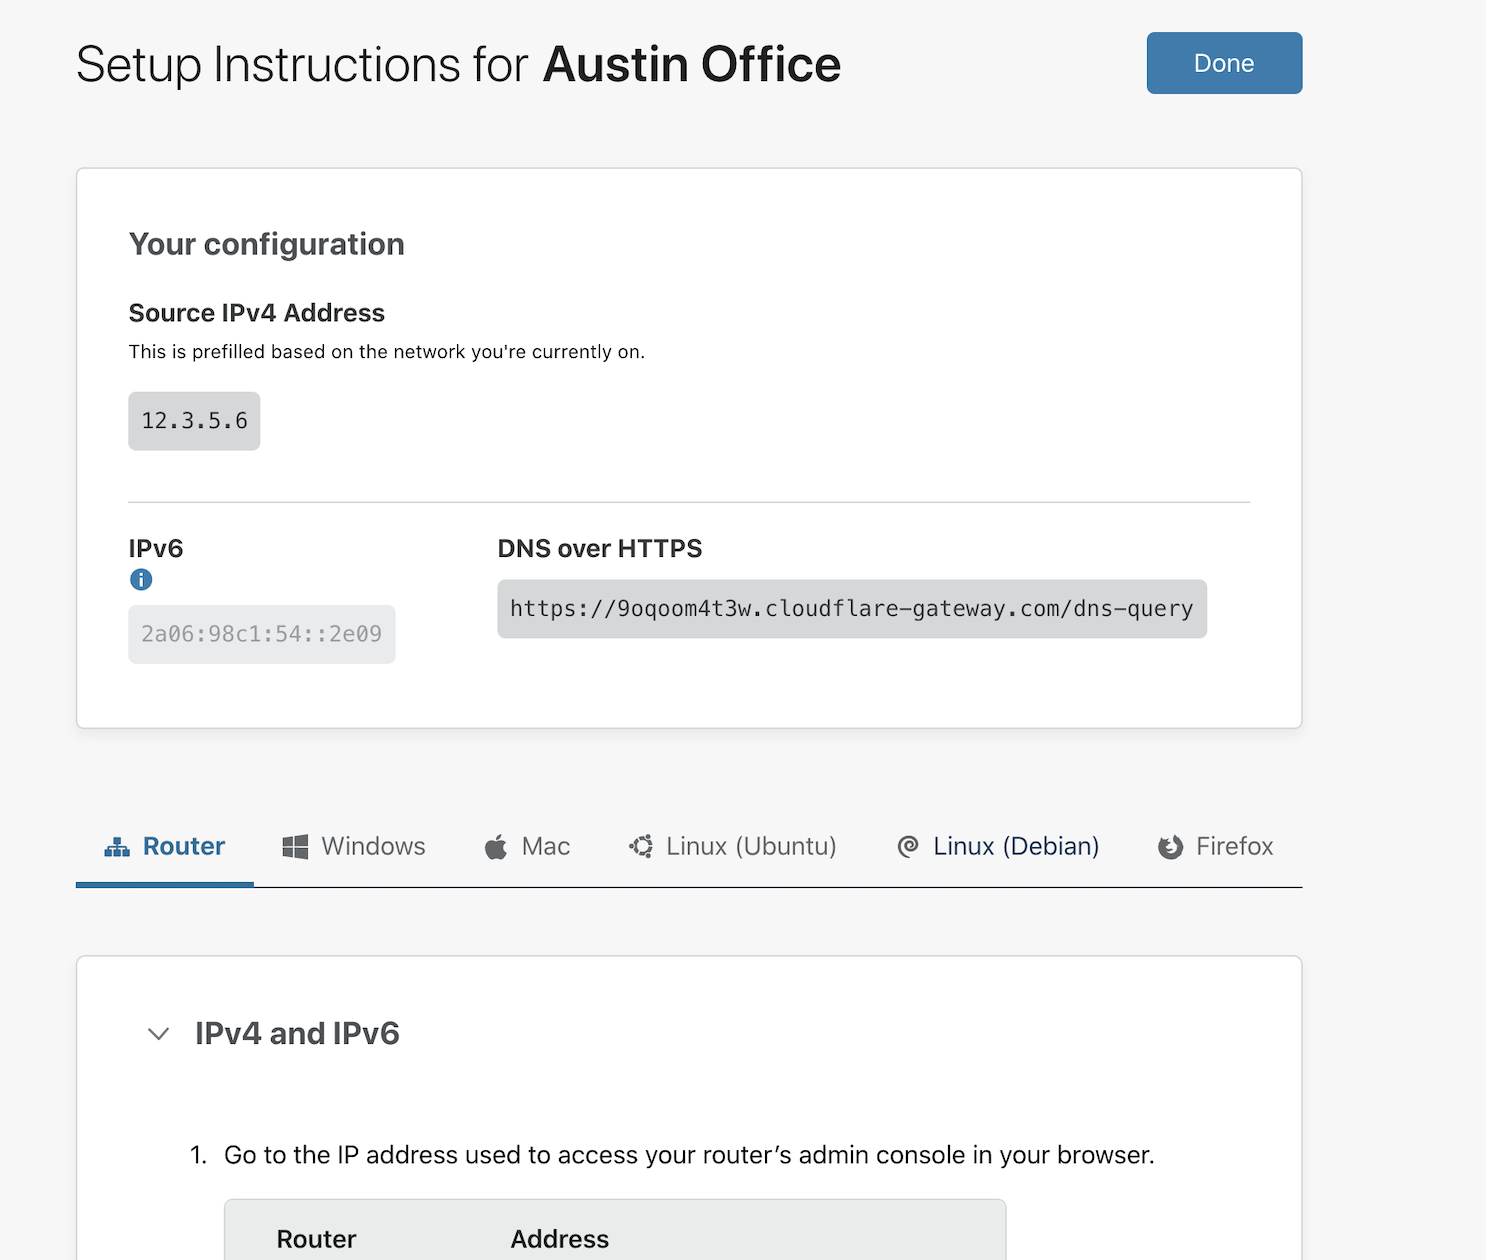 Setup Instructions for Austin Office
Done
Your configuration
Source IPv4 Address
This is prefilled based on the network you're currently on.
12.3.5.6
IPv6
2a06:98c1:54::2e09
DNS over HTTPS
https://9oqoom4t3w.cloudflare-gateway.com/dns-query
Router Windows Mac Linux (Ubuntu) Linux (Debian) Firefox
IPv4 and IPv6
1. Go to the IP address used to access your router’s admin console in your browser.
Router Address